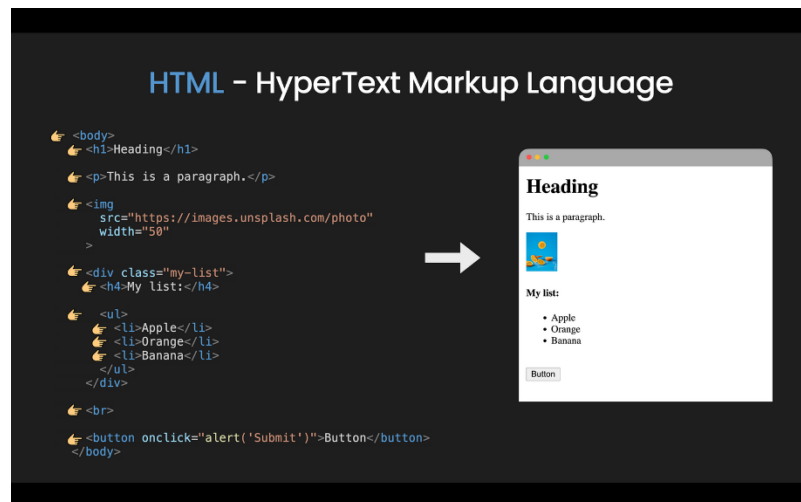 HTML - HyperText Markup Language
<body>
<h1>Heading</h1>
<p>This is a paragraph.</p>
<img
src="https://images.unsplash.com/photo"
width="50"
>
<div class="my-list">
<h4>My list:</h4>
<ul>
<li>Apple</li>
<li>Orange</li>
<li>Banana</li>
</ul>
</div>
<br>
<button onclick="alert('Submit')">Button</button>
</body>
Heading
This is a paragraph.
My list:
• Apple
• Orange
• Banana
Button